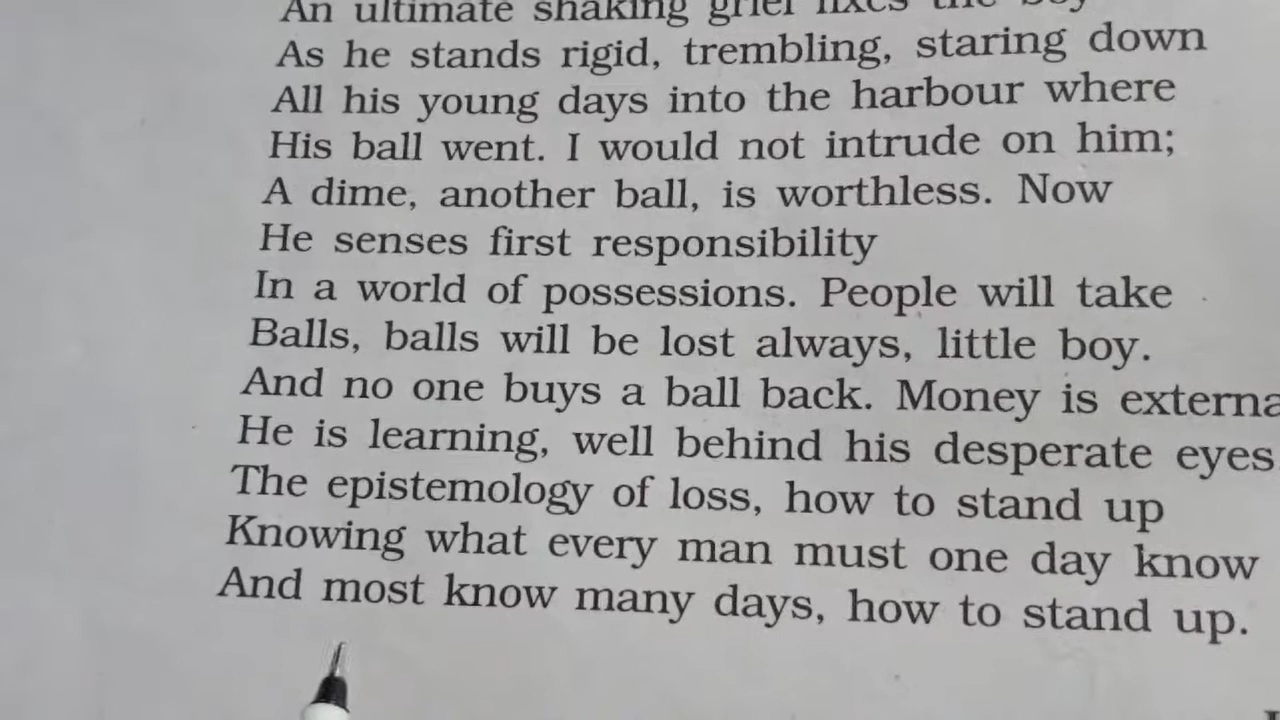 An ultimate shaking grief fixes the boy
As he stands rigid, trembling, staring down
All his young days into the harbour where
His ball went. I would not intrude on him;
A dime, another ball, is worthless. Now
He senses first responsibility
In a world of possessions. People will take
Balls, balls will be lost always, little boy.
And no one buys a ball back. Money is externa
He is learning, well behind his desperate eyes,
The epistemology of loss, how to stand up
Knowing what every man must one day know
And most know many days, how to stand up.